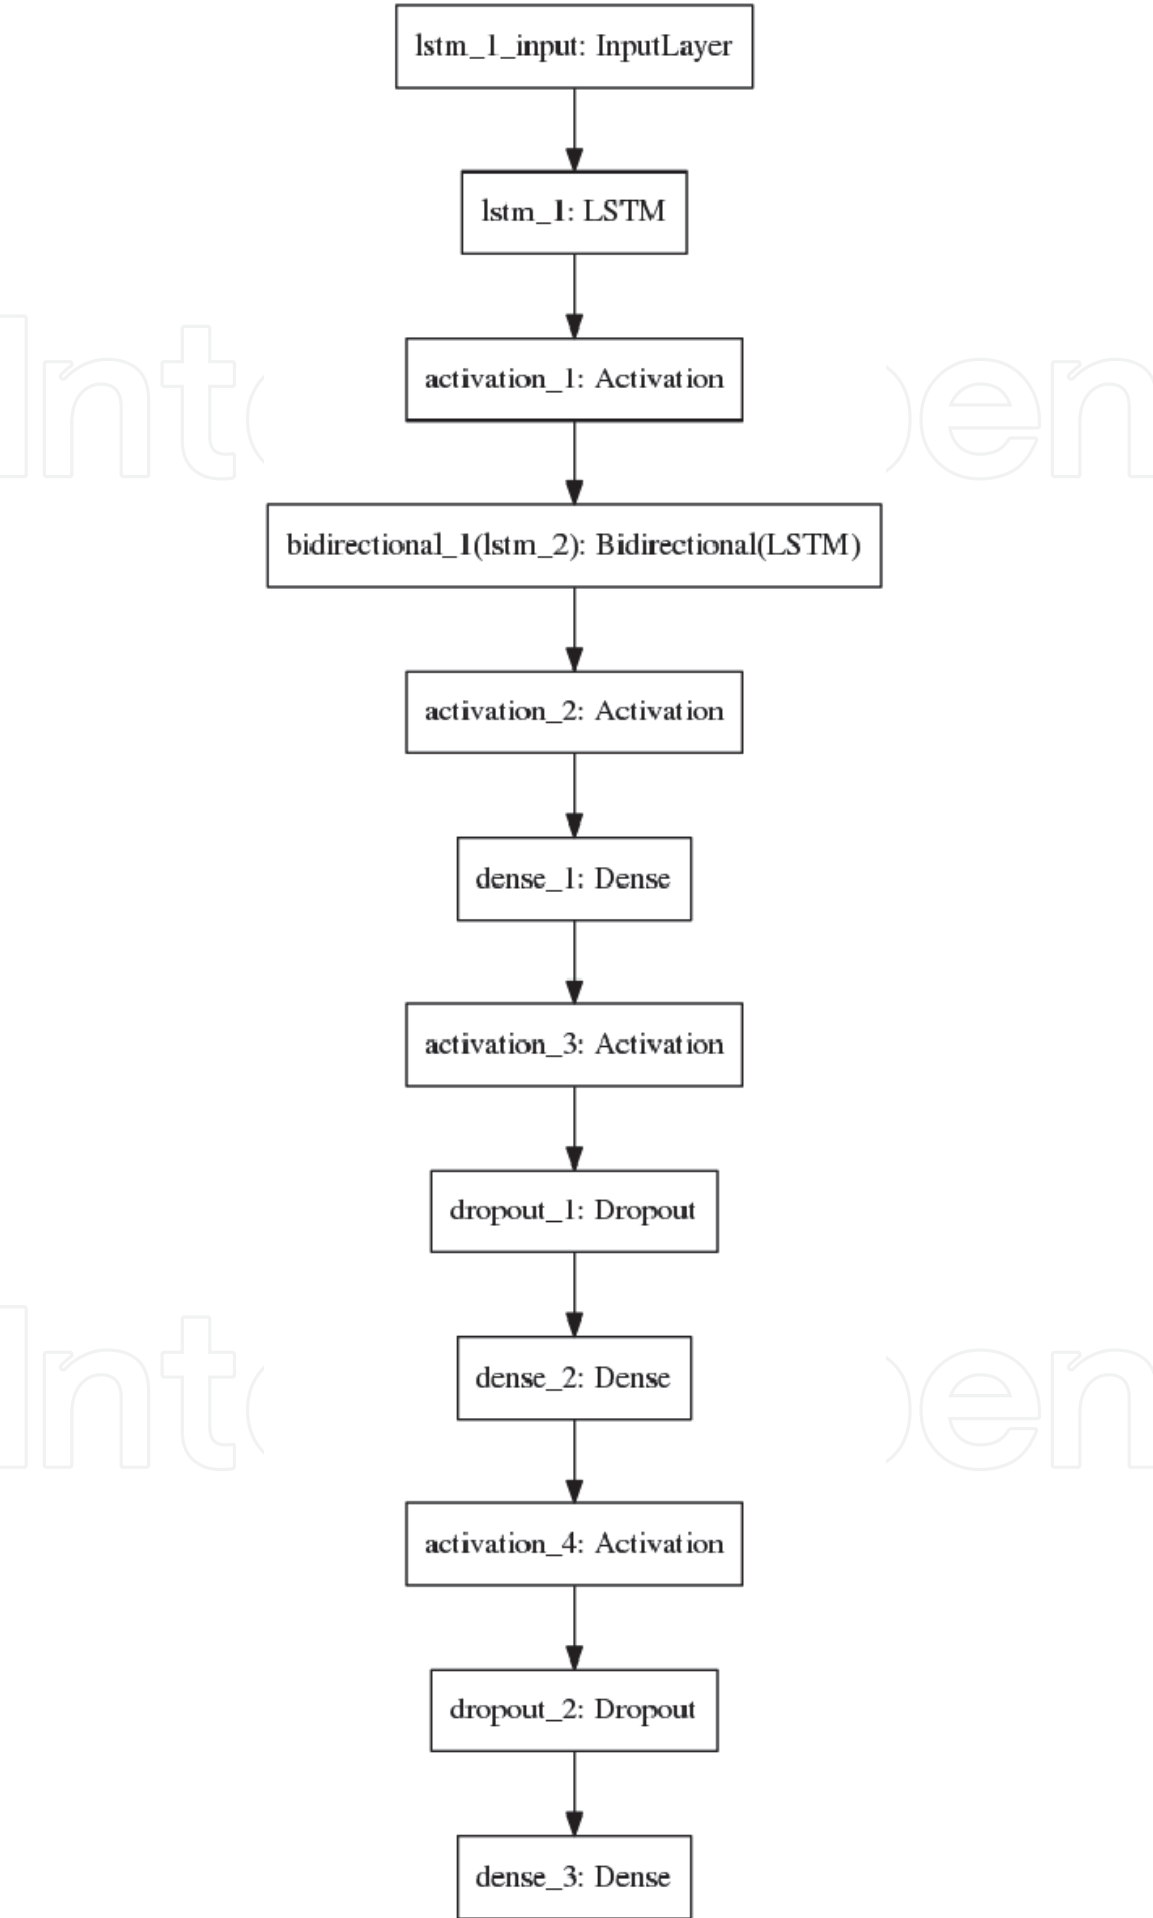 lstm_1_input: InputLayer
lstm_1: LSTM
activation_1: Activation
bidirectional_1(lstm_2): Bidirectional(LSTM)
activation_2: Activation
dense_1: Dense
activation_3: Activation
dropout_1: Dropout
dense_2: Dense
activation_4: Activation
dropout_2: Dropout
dense_3: Dense